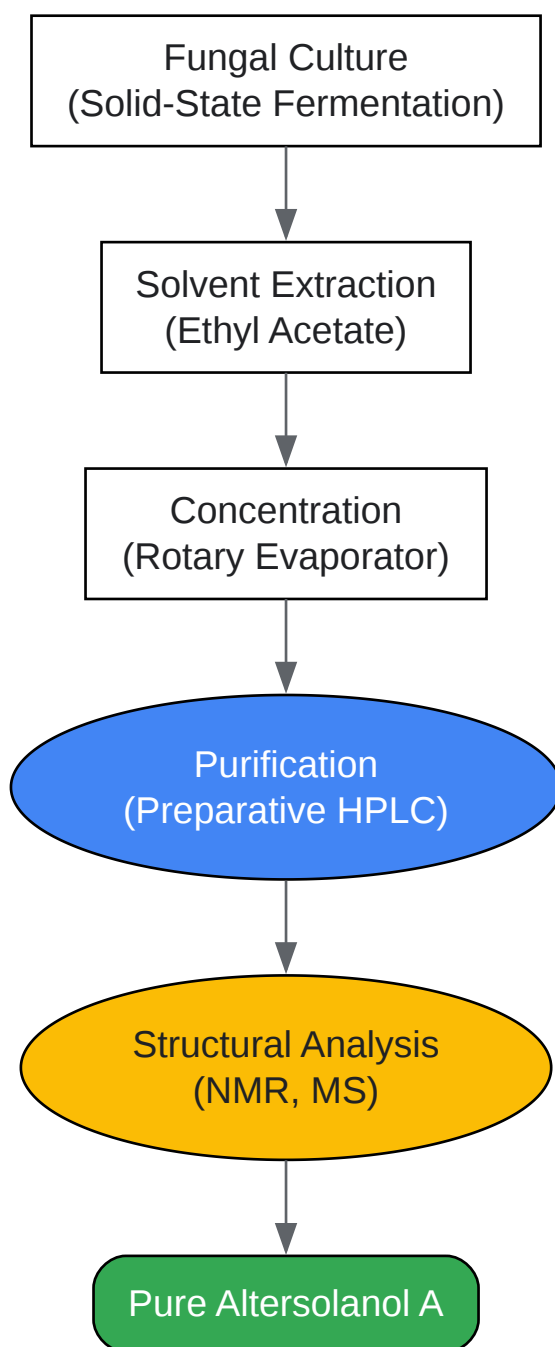 Fungal Culture
(Solid-State Fermentation)
Solvent Extraction
(Ethyl Acetate)
Concentration
(Rotary Evaporator)
Purification
(Preparative HPLC)
Structural Analysis
(NMR, MS)
Pure Altersolanol A